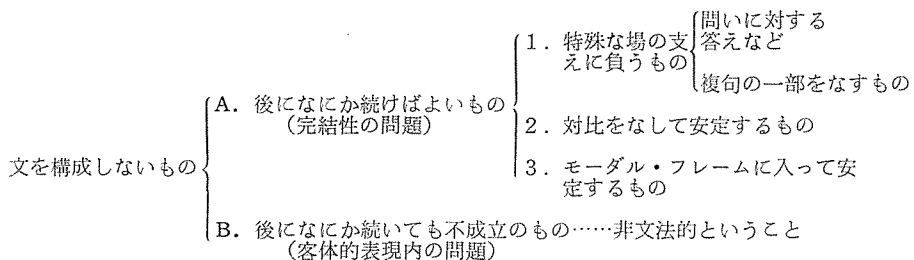 問いに対する
1．特殊な場の支　答えなど
えに負うもの
複句の一部をなすもの
A．後になにか続けばよいもの
（完結性の問題）
2．対比をなして安定するもの
文を構成しないもの
3．モーダル・フレームに入って安
定するもの
B．後になにか続いても不成立のもの……非文法的ということ
（客体的表現内の問題）